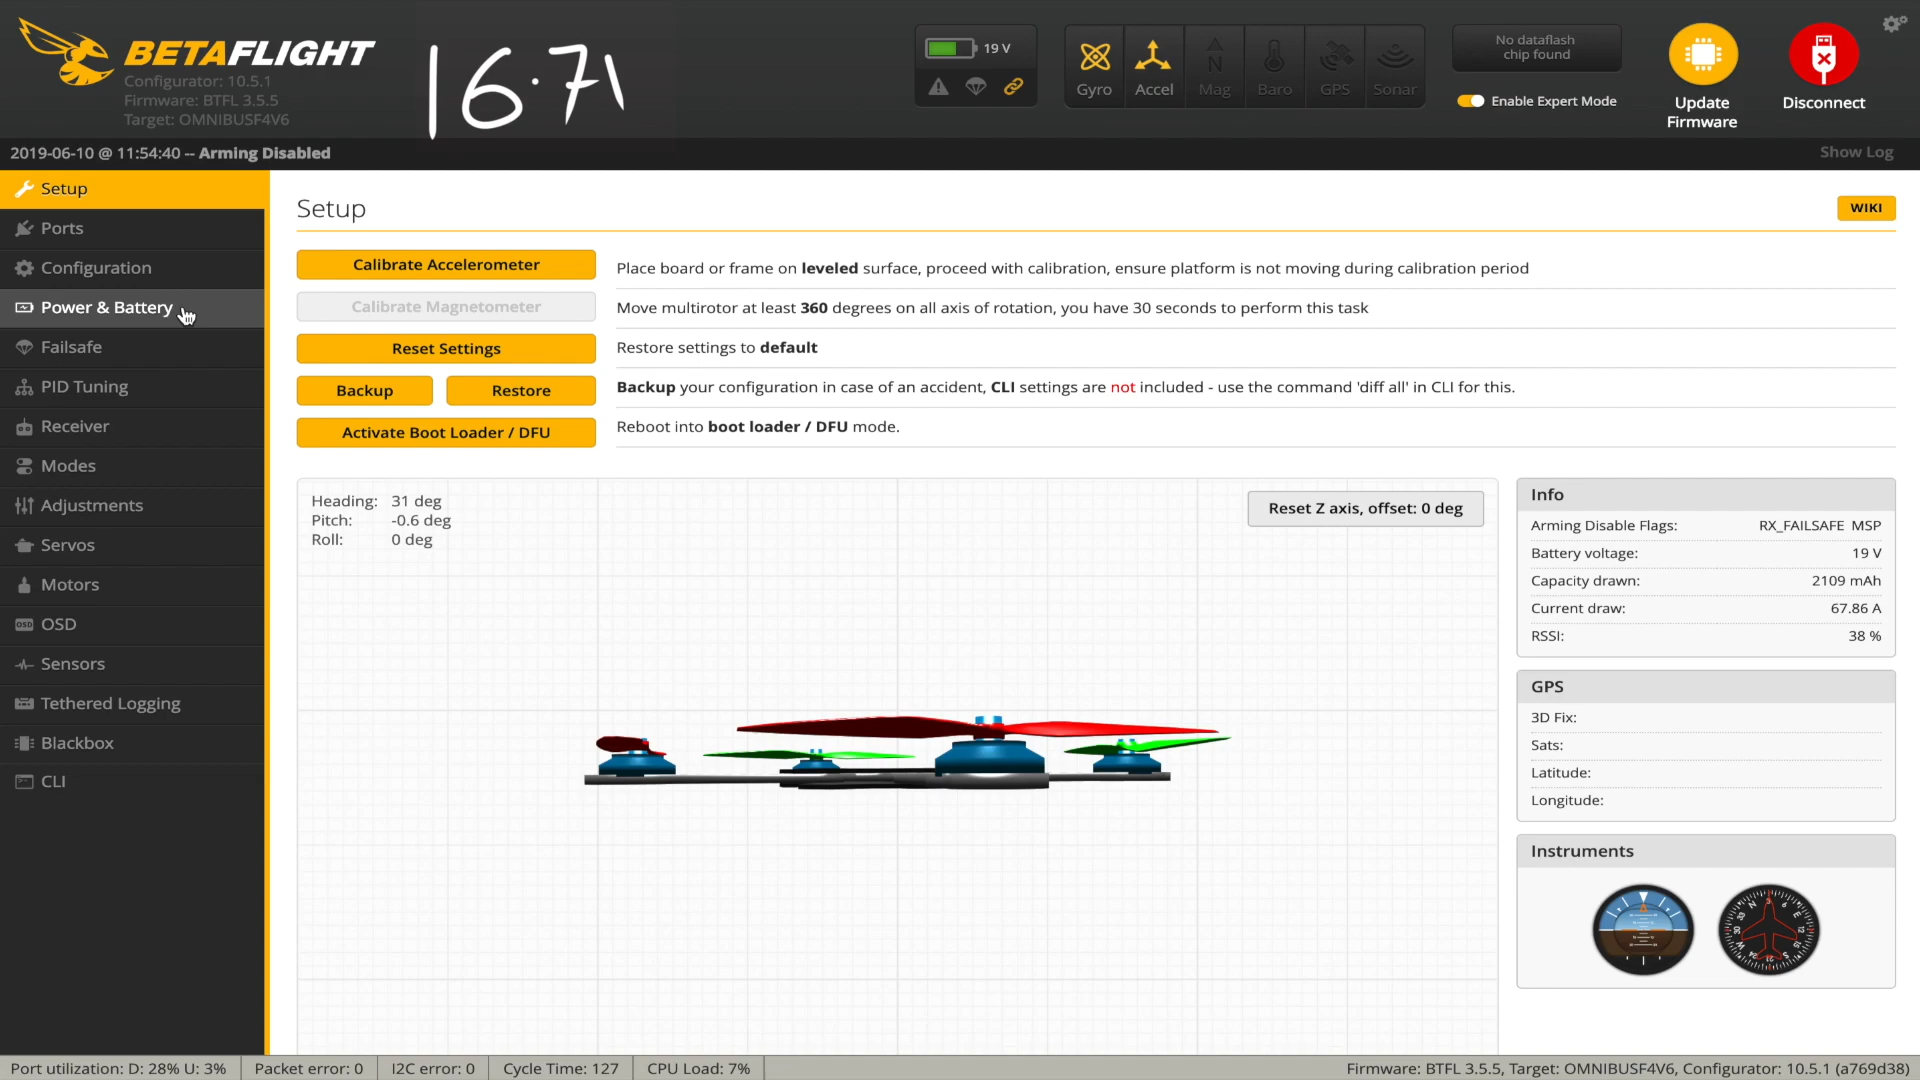 BETAFLIGHT
Configurator: 10.5.1
Firmware: BTFL 3.5.5
Target: OMNIBUSF4V6
16.71
19 V
Gyro
Accel
Mag
Baro
GPS
Sonar
No dataflash
chip found
Enable Expert Mode
Update
Firmware
Disconnect
2019-06-10 @ 11:54:40 -- Arming Disabled
Show Log
Setup
Ports
Configuration
Power & Battery
Failsafe
PID Tuning
Receiver
Modes
Adjustments
Servos
Motors
OSD
Sensors
Tethered Logging
Blackbox
CLI
Setup
WIKI
Calibrate Accelerometer
Place board or frame on leveled surface, proceed with calibration, ensure platform is not moving during calibration period
Calibrate Magnetometer
Move multirotor at least 360 degrees on all axis of rotation, you have 30 seconds to perform this task
Reset Settings
Restore settings to default
Backup
Restore
Backup your configuration in case of an accident, CLI settings are not included - use the command 'diff all' in CLI for this.
Activate Boot Loader / DFU
Reboot into boot loader / DFU mode.
Heading: 31 deg
Pitch: -0.6 deg
Roll: 0 deg
Reset Z axis, offset: 0 deg
Info
Arming Disable Flags: RX_FAILSAFE MSP
Battery voltage: 19 V
Capacity drawn: 2109 mAh
Current draw: 67.86 A
RSSI: 38 %
GPS
3D Fix:
Sats:
Latitude:
Longitude:
Instruments
Port utilization: D: 28% U: 3%
Packet error: 0
I2C error: 0
Cycle Time: 127
CPU Load: 7%
Firmware: BTFL 3.5.5, Target: OMNIBUSF4V6, Configurator: 10.5.1 (a769d38)